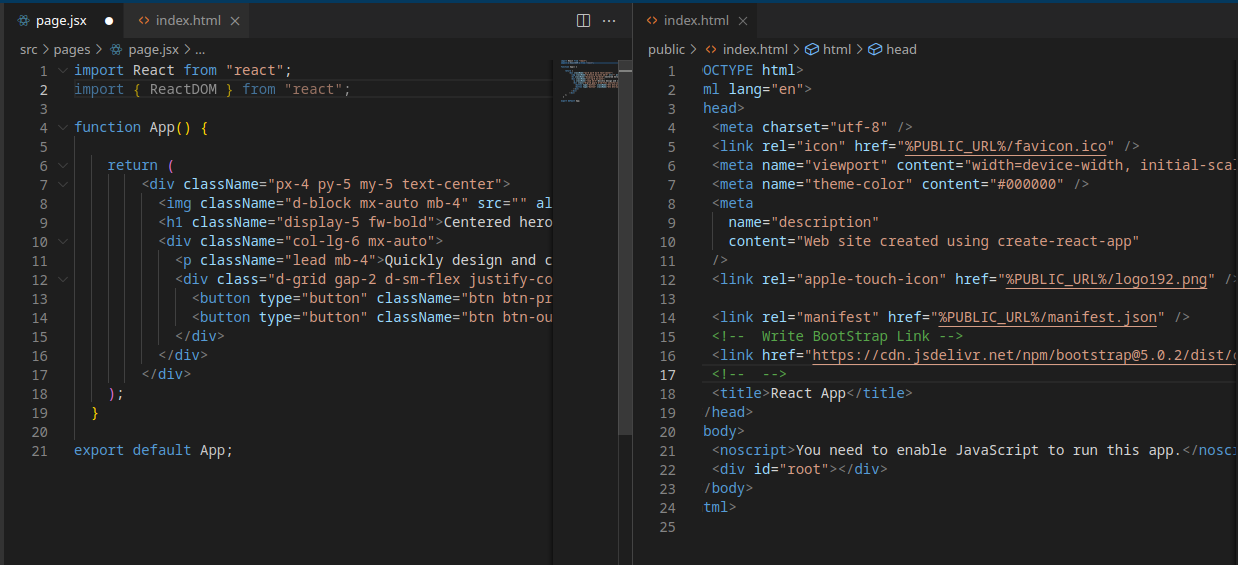 page.jsx
index.html
src > pages > page.jsx > ...
1 import React from "react";
2 import { ReactDOM } from "react";
3
4 function App() {
5
6 return (
7 <div className="px-4 py-5 my-5 text-center">
8 <img className="d-block mx-auto mb-4" src="" al
9 <h1 className="display-5 fw-bold">Centered hero
10 <div className="col-lg-6 mx-auto">
11 <p className="lead mb-4">Quickly design and c
12 <div class="d-grid gap-2 d-sm-flex justify-co
13 <button type="button" className="btn btn-pr
14 <button type="button" className="btn btn-ou
15 </div>
16 </div>
17 </div>
18 );
19 }
20
21 export default App;
index.html
public > index.html > html > head
1 OCTYPE html>
2 ml lang="en">
3 head>
4 <meta charset="utf-8" />
5 <link rel="icon" href="%PUBLIC_URL%/favicon.ico" />
6 <meta name="viewport" content="width=device-width, initial-scal
7 <meta name="theme-color" content="#000000" />
8 <meta
9 name="description"
10 content="Web site created using create-react-app"
11 />
12 <link rel="apple-touch-icon" href="%PUBLIC_URL%/logo192.png" />
13
14 <link rel="manifest" href="%PUBLIC_URL%/manifest.json" />
15 <!-- Write BootStrap Link -->
16 <link href="https://cdn.jsdelivr.net/npm/bootstrap@5.0.2/dist/c
17 <!-- -->
18 <title>React App</title>
19 /head>
20 body>
21 <noscript>You need to enable JavaScript to run this app.</noscr
22 <div id="root"></div>
23 /body>
24 tml>
25